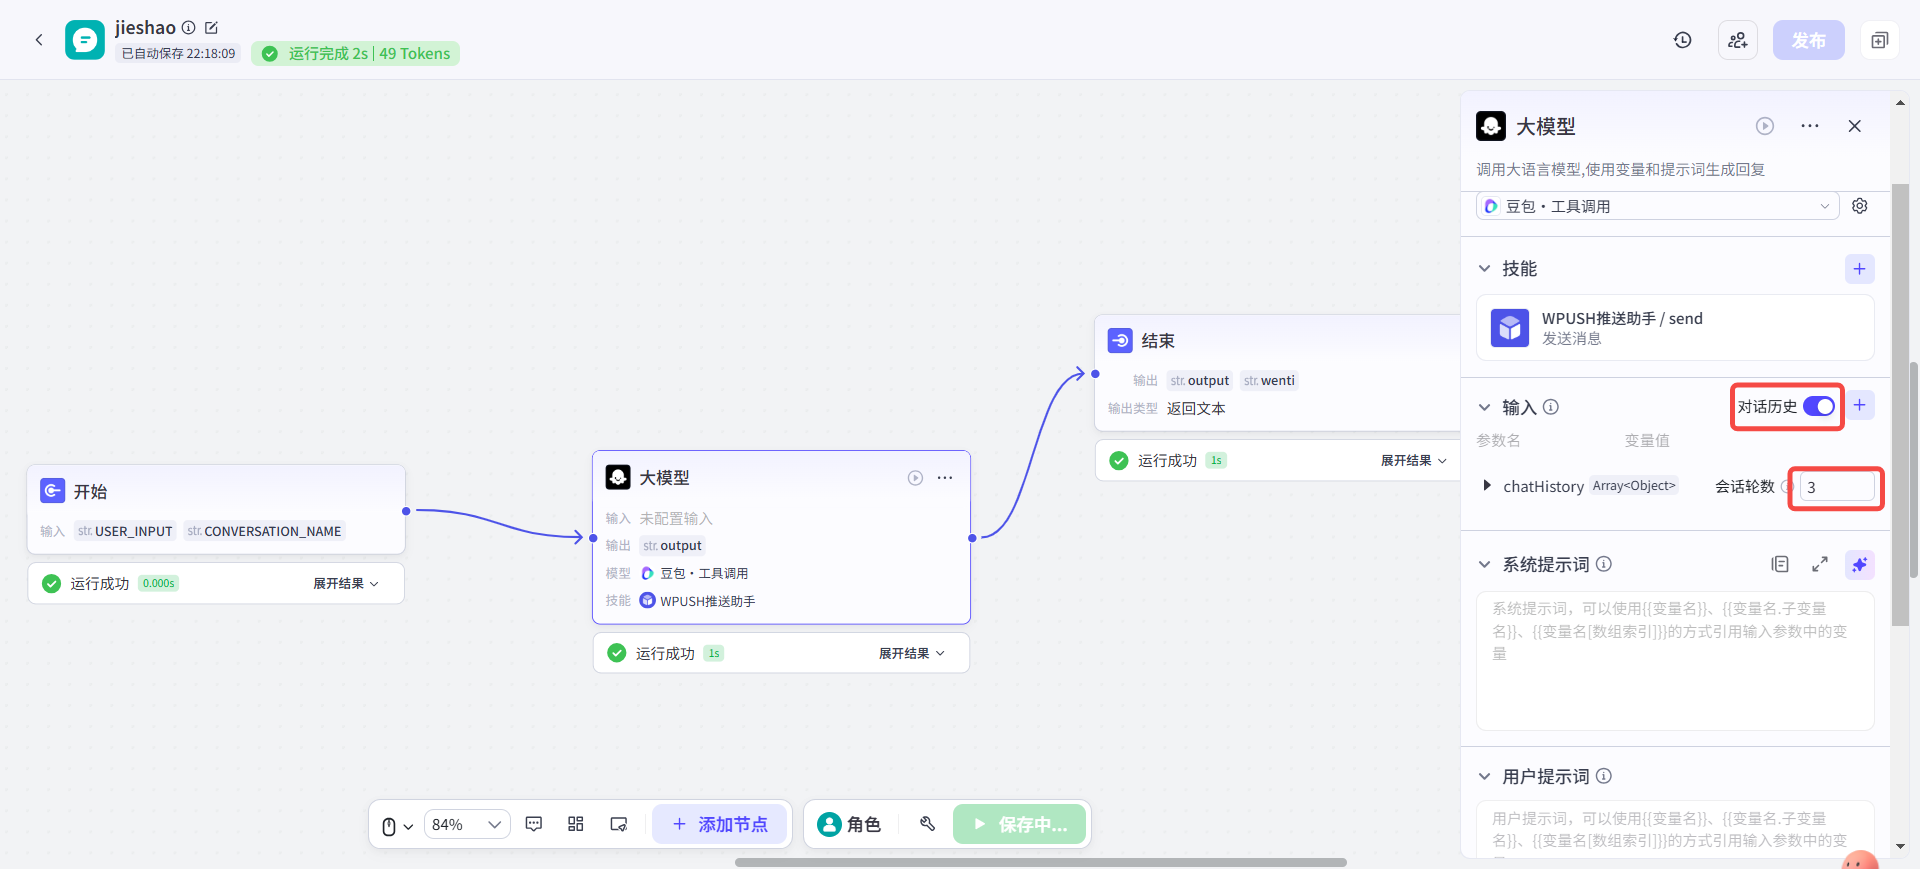 jieshao
已自动保存 22:18:09
运行完成 2s | 49 Tokens
发布
开始
输入 str. USER_INPUT str. CONVERSATION_NAME
运行成功 0.000s 展开结果
大模型
输入 未配置输入
输出 str. output
模型 豆包・工具调用
技能 WPUSH推送助手
运行成功 1s 展开结果
结束
输出 str. output str. wenti
输出类型 返回文本
运行成功 1s 展开结果
84%
添加节点
角色
保存中...
大模型
调用大语言模型,使用变量和提示词生成回复
豆包・工具调用
技能
WPUSH推送助手 / send
发送消息
输入 对话历史
参数名 变量值
chatHistory Array<Object> 会话轮数 3
系统提示词
系统提示词，可以使用{{变量名}}、{{变量名.子变量
名}}、{{变量名[数组索引]}}的方式引用输入参数中的变
量
用户提示词
用户提示词，可以使用{{变量名}}、{{变量名.子变量
名}}、{{变量名[数组索引]}}的方式引用输入参数中的变